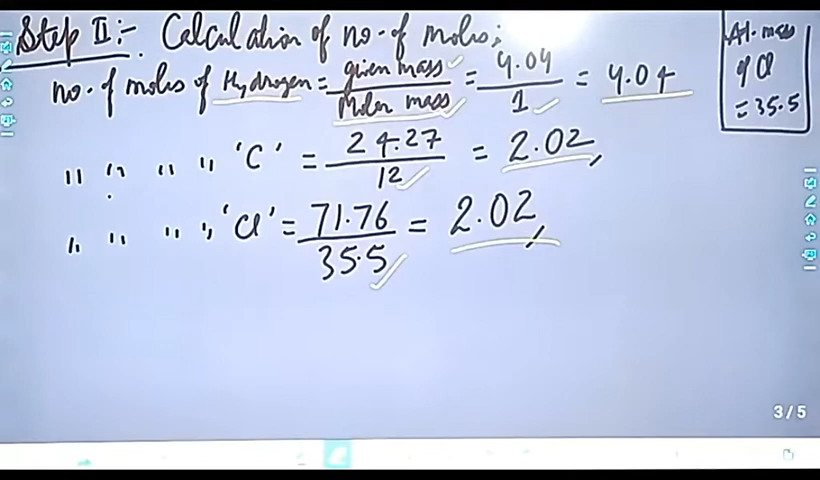 Step II:- Calculation of no. of moles;
no. of moles of Hydrogen = given mass / Molar mass = 4.04 / 1 = 4.04
" " " " 'C' = 24.27 / 12 = 2.02,
" " " " 'Cl' = 71.76 / 35.5 = 2.02,
At. mass
of Cl
= 35.5
3/5